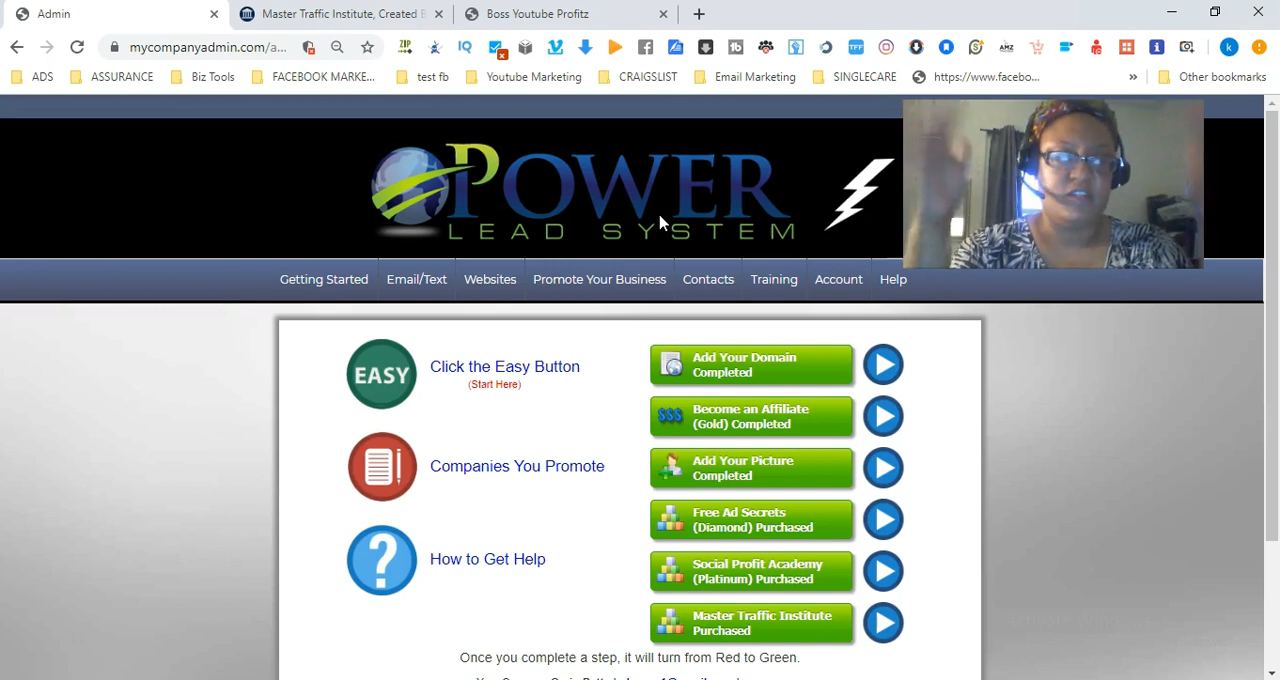 Admin
Master Traffic Institute, Created B
Boss Youtube Profitz
mycompanyadmin.com/a...
ZIP
IQ
TFF
AMZ
k
ADS
ASSURANCE
Biz Tools
FACEBOOK MARKE...
test fb
Youtube Marketing
CRAIGSLIST
Email Marketing
SINGLECARE
https://www.facebo...
»
Other bookmarks
POWER
LEAD SYSTEM
Getting Started
Email/Text
Websites
Promote Your Business
Contacts
Training
Account
Help
EASY
Click the Easy Button
(Start Here)
Companies You Promote
?
How to Get Help
Add Your Domain
Completed
$$$
Become an Affiliate
(Gold) Completed
Add Your Picture
Completed
Free Ad Secrets
(Diamond) Purchased
Social Profit Academy
(Platinum) Purchased
Master Traffic Institute
Purchased
Once you complete a step, it will turn from Red to Green.